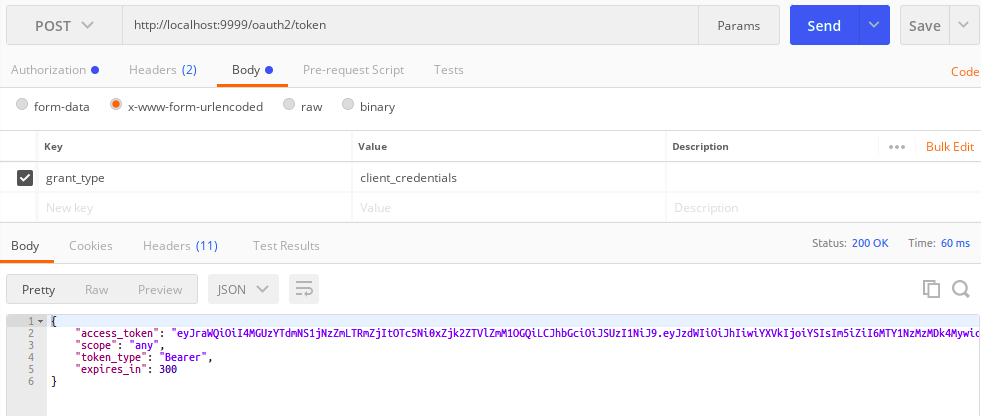 POST http://localhost:9999/oauth2/token Params Send Save
Authorization Headers (2) Body Pre-request Script Tests Code
form-data x-www-form-urlencoded raw binary
Key Value Description Bulk Edit
grant_type client_credentials
New key Value Description
Body Cookies Headers (11) Test Results Status: 200 OK Time: 60 ms
Pretty Raw Preview JSON
1 {
2 "access_token": "eyJraWQiOiI4MGUzYTdmNS1jNzZmLTRmZjItOTc5Ni0xZjk2ZTVlZmM1OGQiLCJhbGciOiJSUzI1NiJ9.eyJzdWIiOiJhIiwiYXVkIjoiYSIsIm5iZiI6MTY1NzMzMDk4Mywic
3 "scope": "any",
4 "token_type": "Bearer",
5 "expires_in": 300
6 }